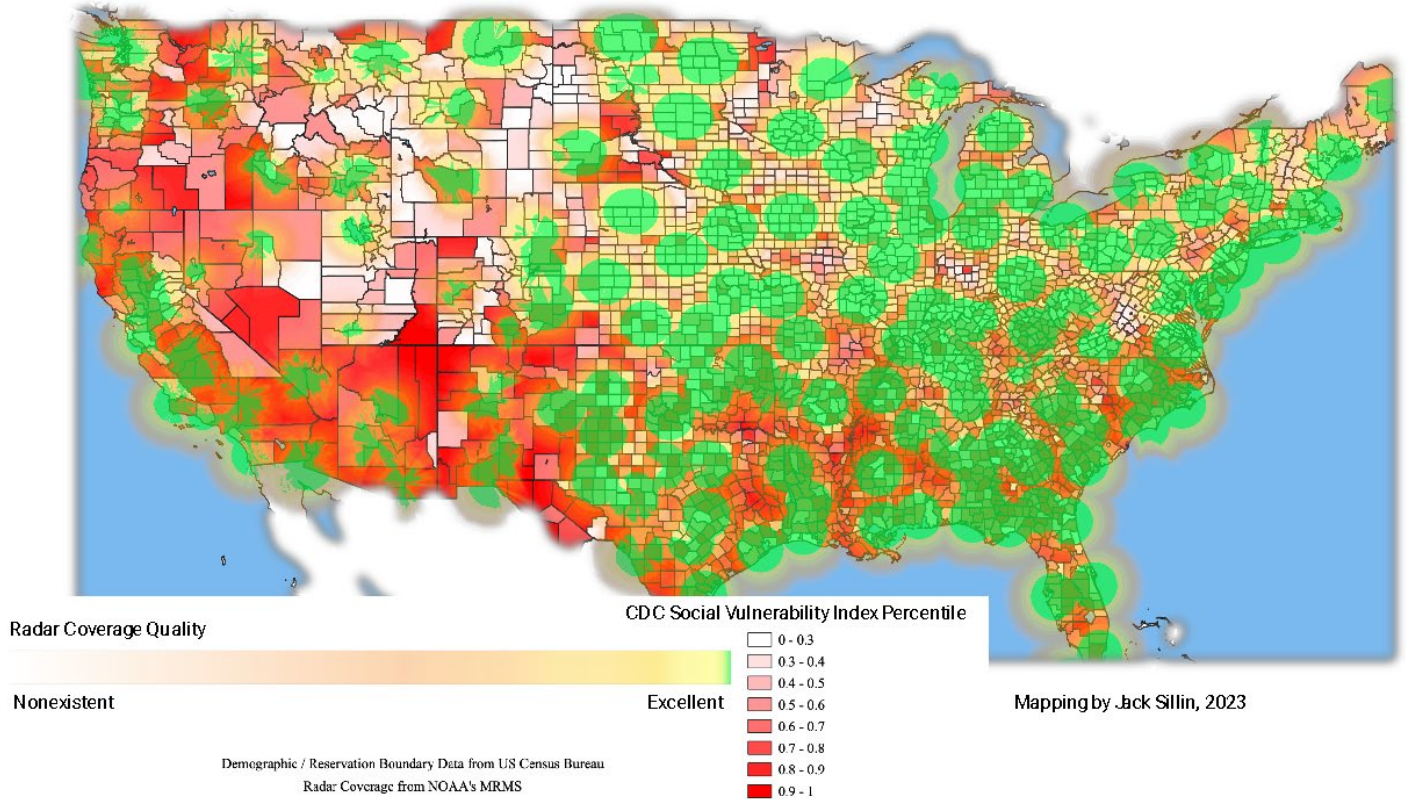 Radar Coverage Quality
Nonexistent
Excellent
Demographic / Reservation Boundary Data from US Census Bureau
Radar Coverage from NOAA's MRMS
CDC Social Vulnerability Index Percentile
0 - 0.3
0.3 - 0.4
0.4 - 0.5
0.5 - 0.6
0.6 - 0.7
0.7 - 0.8
0.8 - 0.9
0.9 - 1
Mapping by Jack Sillin, 2023